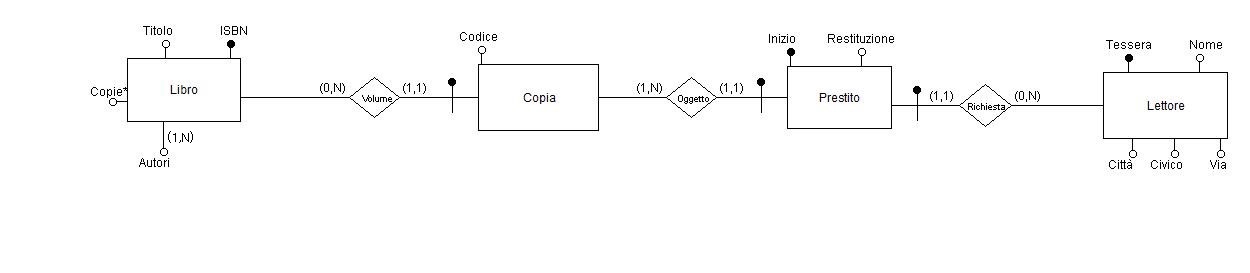 Titolo
ISBN
Copie*
Libro
(1,N)
Autori
(0,N)
Volume
(1,1)
Codice
Copia
(1,N)
Oggetto
(1,1)
Inizio
Restituzione
Prestito
(1,1)
Richiesta
(0,N)
Tessera
Nome
Lettore
Città
Civico
Via